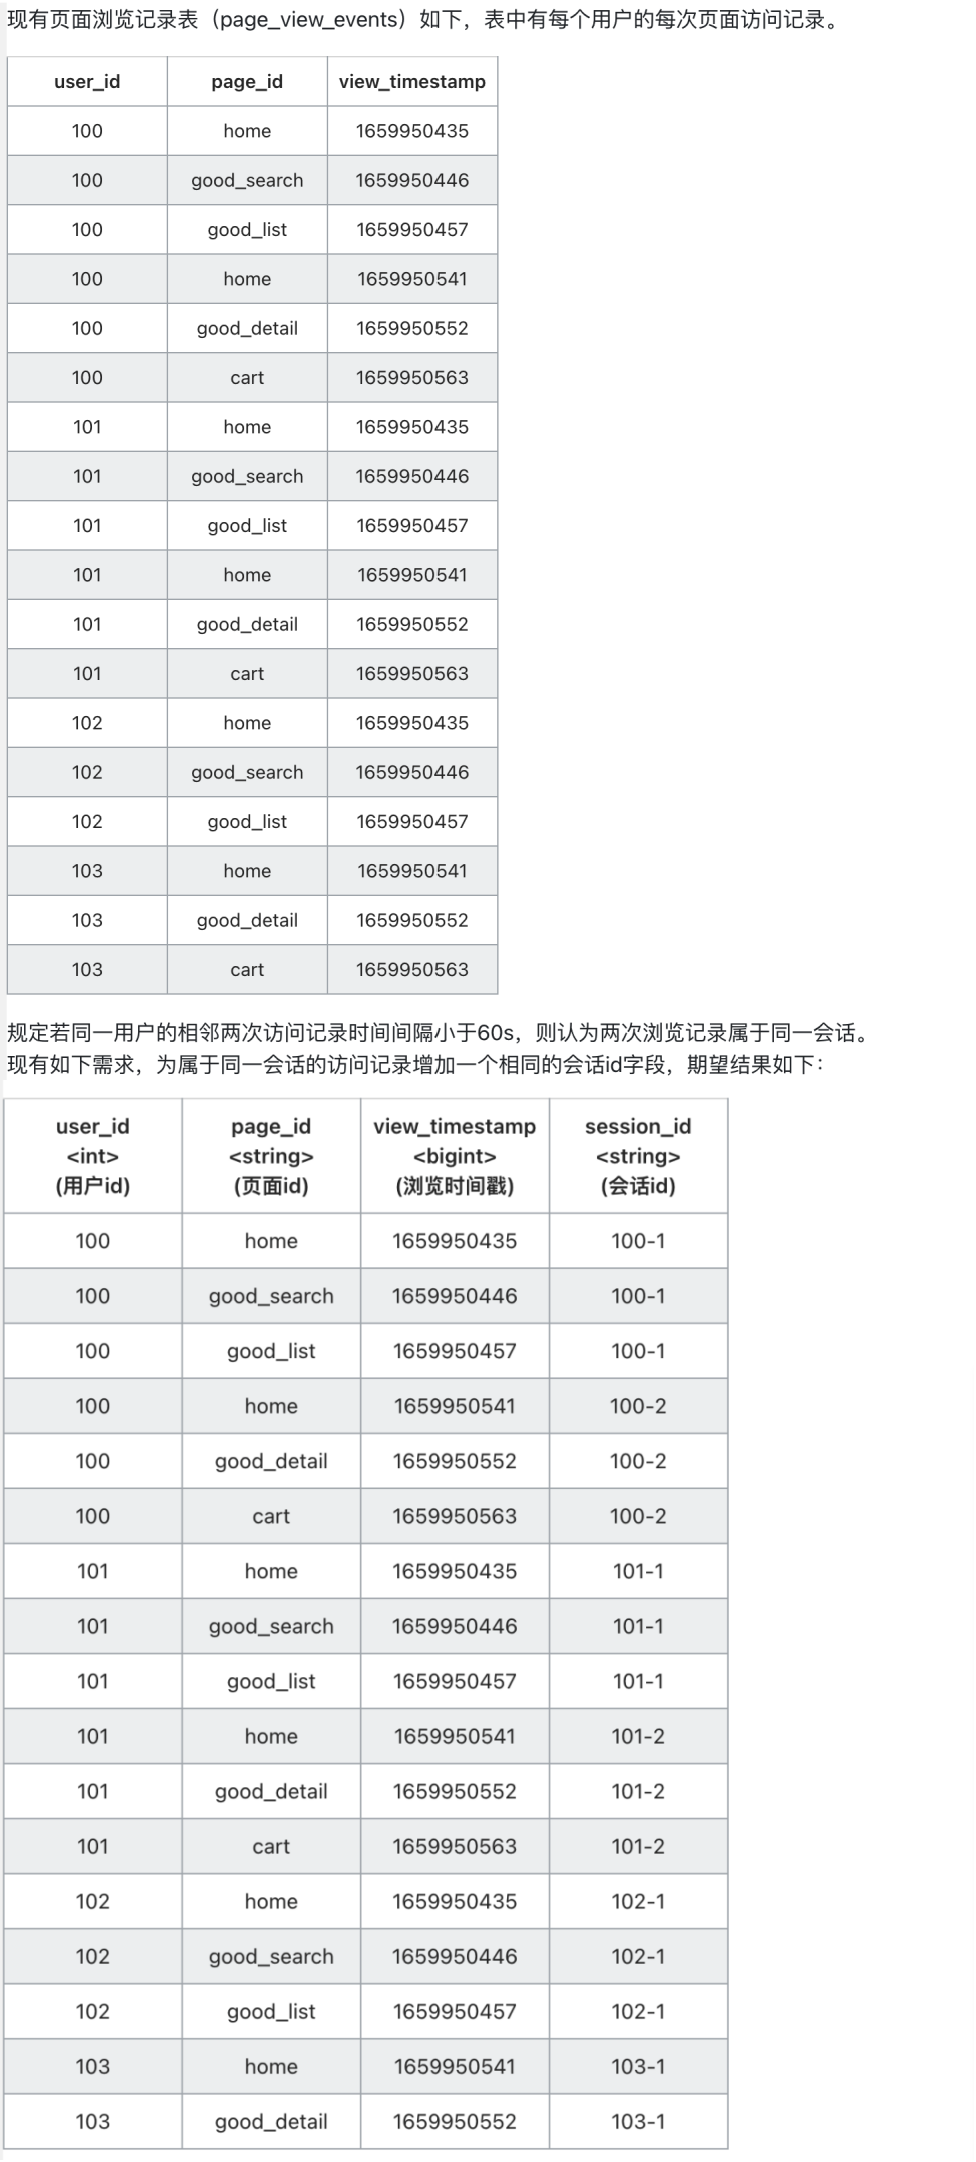 现有页面浏览记录表（page_view_events）如下，表中有每个用户的每次页面访问记录。
user_id page_id view_timestamp
100 home 1659950435
100 good_search 1659950446
100 good_list 1659950457
100 home 1659950541
100 good_detail 1659950552
100 cart 1659950563
101 home 1659950435
101 good_search 1659950446
101 good_list 1659950457
101 home 1659950541
101 good_detail 1659950552
101 cart 1659950563
102 home 1659950435
102 good_search 1659950446
102 good_list 1659950457
103 home 1659950541
103 good_detail 1659950552
103 cart 1659950563
规定若同一用户的相邻两次访问记录时间间隔小于60s，则认为两次浏览记录属于同一会话。
现有如下需求，为属于同一会话的访问记录增加一个相同的会话id字段，期望结果如下：
user_id page_id view_timestamp session_id
<int> <string> <bigint> <string>
(用户id) (页面id) (浏览时间戳) (会话id)
100 home 1659950435 100-1
100 good_search 1659950446 100-1
100 good_list 1659950457 100-1
100 home 1659950541 100-2
100 good_detail 1659950552 100-2
100 cart 1659950563 100-2
101 home 1659950435 101-1
101 good_search 1659950446 101-1
101 good_list 1659950457 101-1
101 home 1659950541 101-2
101 good_detail 1659950552 101-2
101 cart 1659950563 101-2
102 home 1659950435 102-1
102 good_search 1659950446 102-1
102 good_list 1659950457 102-1
103 home 1659950541 103-1
103 good_detail 1659950552 103-1